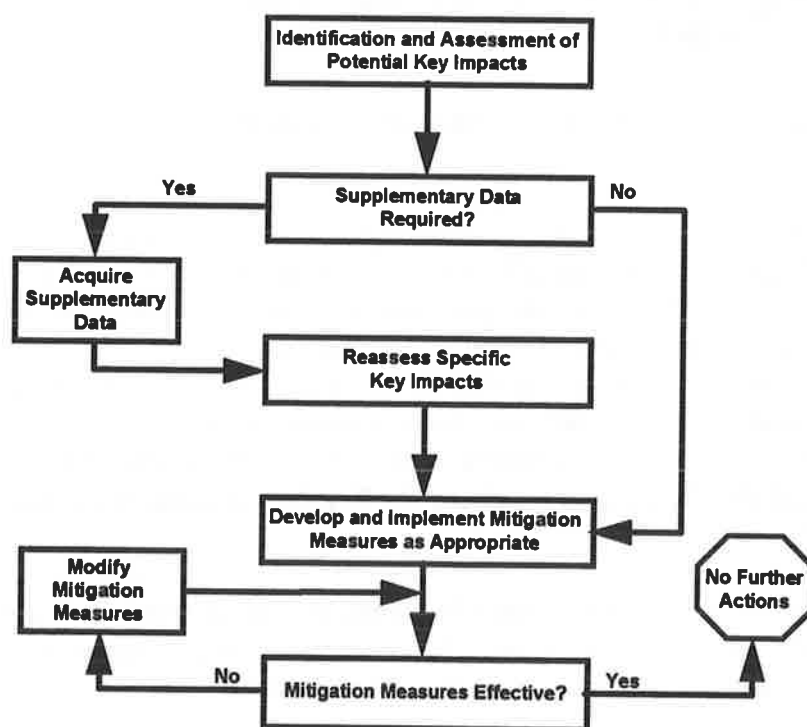 Identification and Assessment of
Potential Key Impacts
Yes
Supplementary Data
Required?
No
Acquire
Supplementary
Data
Reassess Specific
Key Impacts
Develop and Implement Mitigation
Measures as Appropriate
Modify
Mitigation
Measures
No Further
Actions
No
Mitigation Measures Effective?
Yes